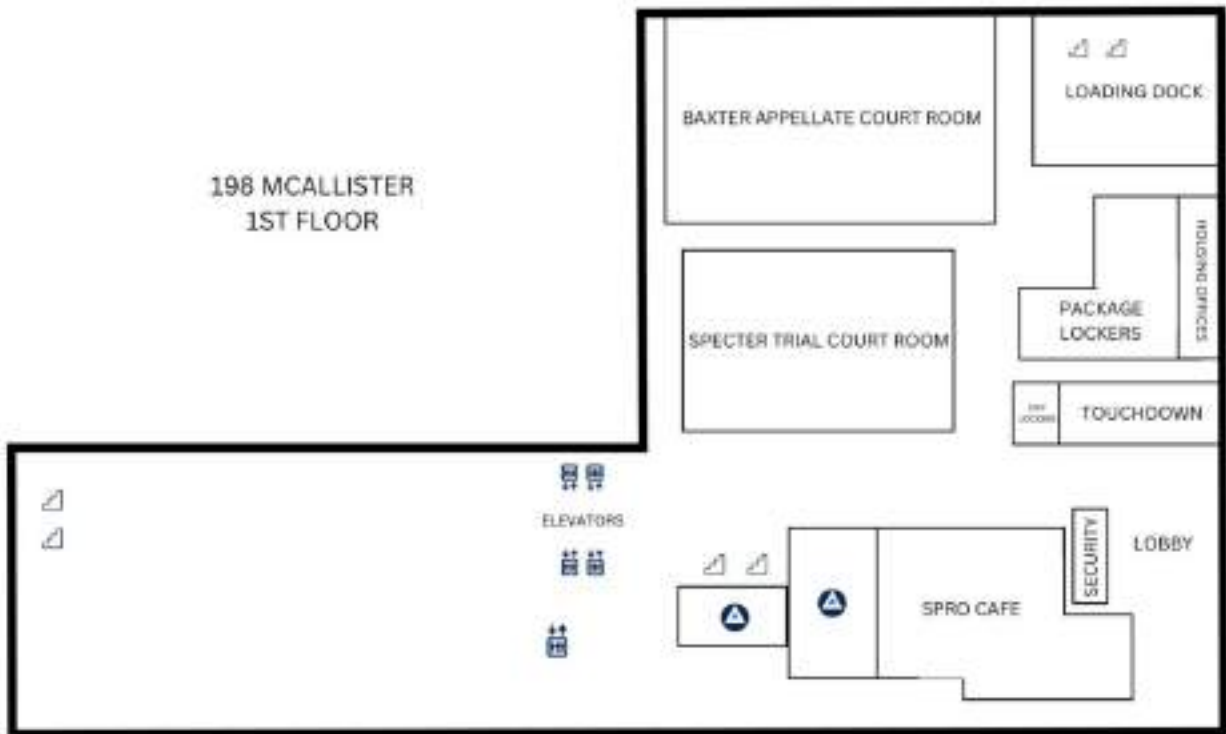 198 MCALLISTER
1ST FLOOR
BAXTER APPELLATE COURT ROOM
LOADING DOCK
SPECTER TRIAL COURT ROOM
PACKAGE
LOCKERS
HOUSING OFFICES
LOCKERS
TOUCHDOWN
ELEVATORS
SECURITY
LOBBY
SPRO CAFE